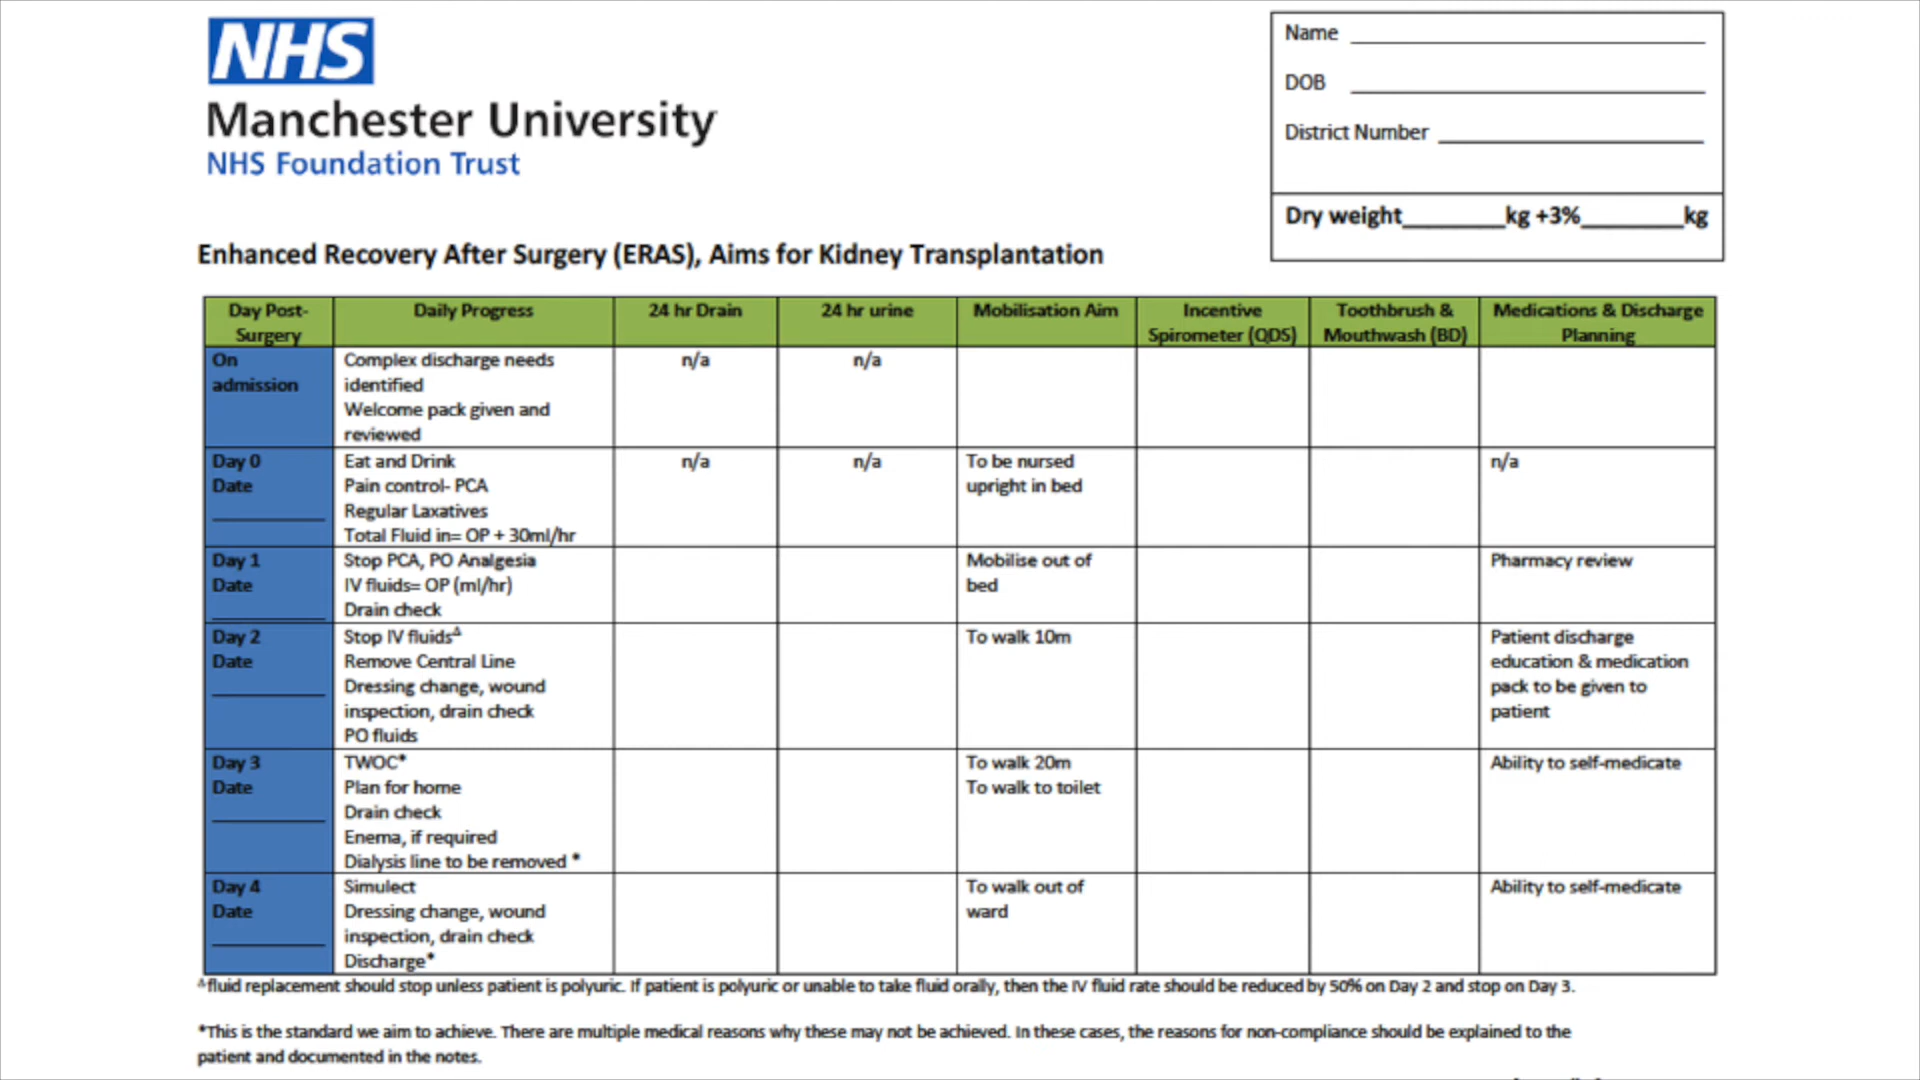 NHS
Manchester University
NHS Foundation Trust
Name
DOB
District Number
Dry weight________kg +3%________kg
Enhanced Recovery After Surgery (ERAS), Aims for Kidney Transplantation
Day Post-
Surgery
Daily Progress
24 hr Drain
24 hr urine
Mobilisation Aim
Incentive
Spirometer (QDS)
Toothbrush &
Mouthwash (BD)
Medications & Discharge
Planning
On
admission
Complex discharge needs
identified
Welcome pack given and
reviewed
n/a
n/a
Day 0
Date
Eat and Drink
Pain control- PCA
Regular Laxatives
Total Fluid in= OP + 30ml/hr
n/a
n/a
To be nursed
upright in bed
n/a
Day 1
Date
Stop PCA, PO Analgesia
IV fluids= OP (ml/hr)
Drain check
Mobilise out of
bed
Pharmacy review
Day 2
Date
Stop IV fluids∆
Remove Central Line
Dressing change, wound
inspection, drain check
PO fluids
To walk 10m
Patient discharge
education & medication
pack to be given to
patient
Day 3
Date
TWOC*
Plan for home
Drain check
Enema, if required
Dialysis line to be removed *
To walk 20m
To walk to toilet
Ability to self-medicate
Day 4
Date
Simulect
Dressing change, wound
inspection, drain check
Discharge*
To walk out of
ward
Ability to self-medicate
∆fluid replacement should stop unless patient is polyuric. If patient is polyuric or unable to take fluid orally, then the IV fluid rate should be reduced by 50% on Day 2 and stop on Day 3.
*This is the standard we aim to achieve. There are multiple medical reasons why these may not be achieved. In these cases, the reasons for non-compliance should be explained to the
patient and documented in the notes.